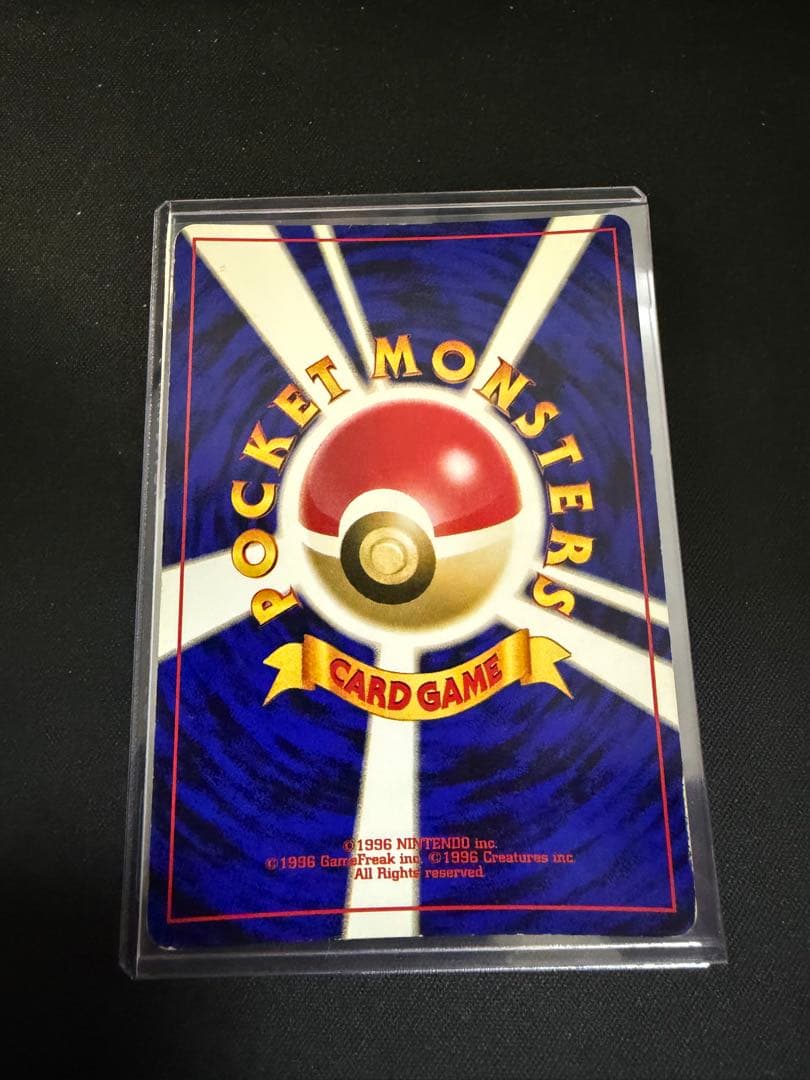 POCKET MONSTERS
CARD GAME
©1996 NINTENDO inc.
©1996 GameFreak inc. ©1996 Creatures inc.
All Rights reserved